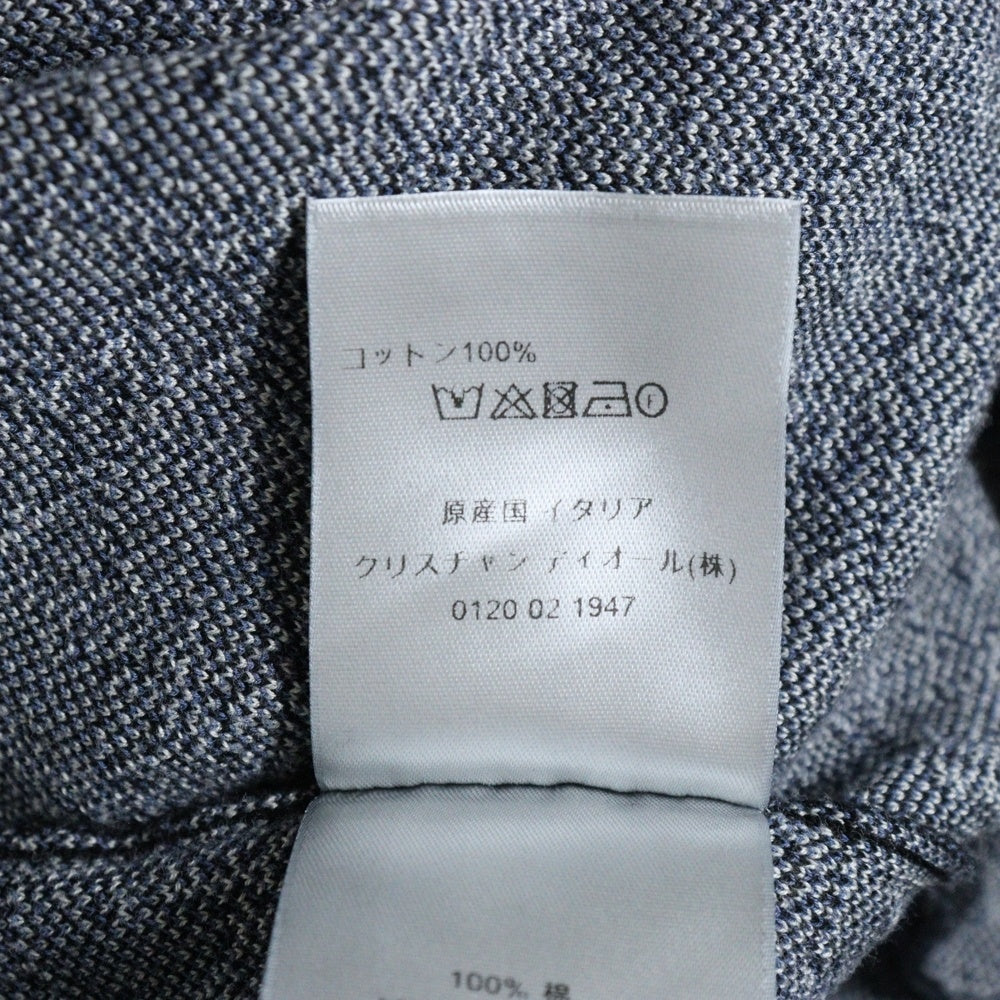 コットン100%
F
原産国 イタリア
クリスチャン ディオール(株)
0120 02 1947
100% 棉